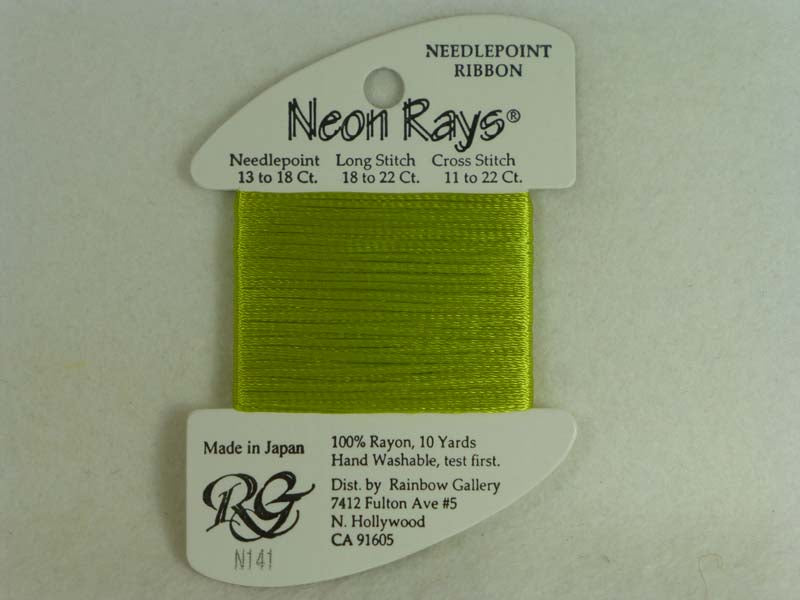 NEEDLEPOINT
RIBBON
Neon Rays®
Needlepoint Long Stitch Cross Stitch
13 to 18 Ct. 18 to 22 Ct. 11 to 22 Ct.
Made in Japan
100% Rayon, 10 Yards
Hand Washable, test first.
RG
Dist. by Rainbow Gallery
7412 Fulton Ave #5
N. Hollywood
CA 91605
N141